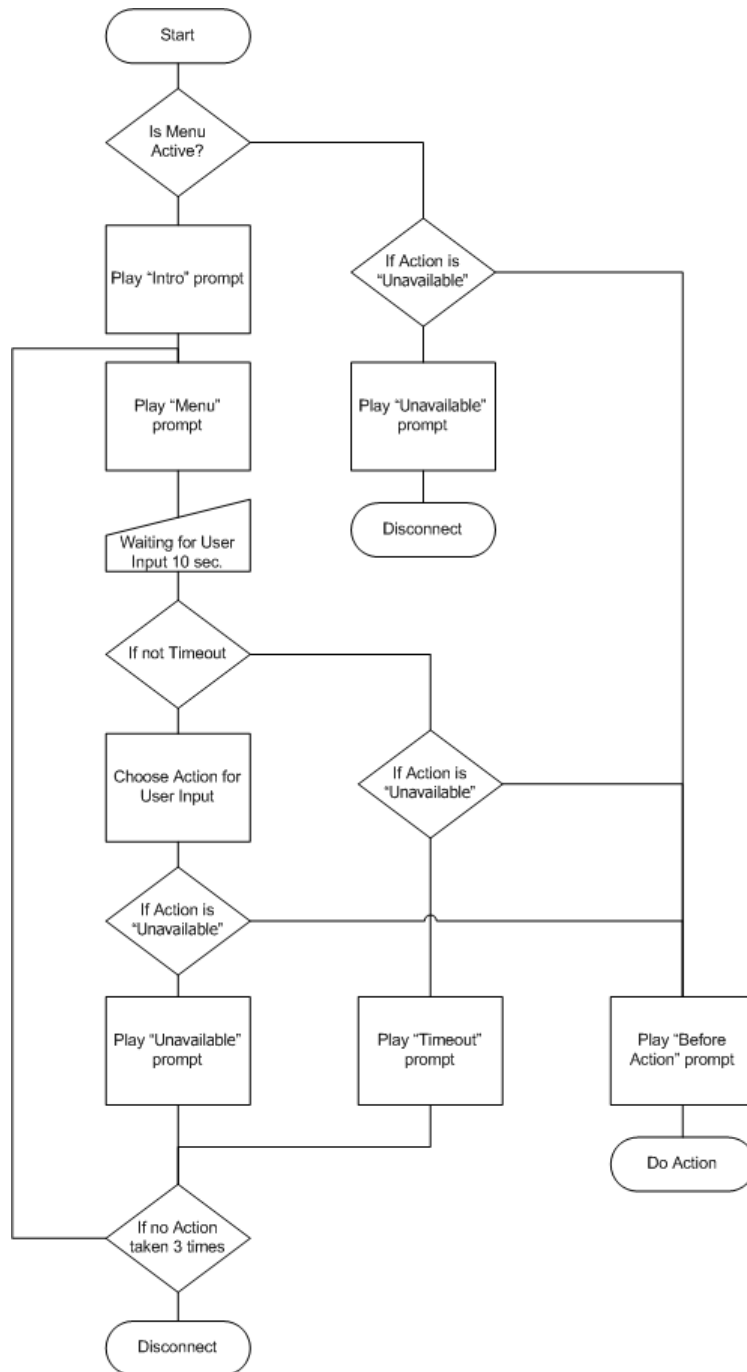 Start
Is Menu
Active?
Play “Intro” prompt
If Action is
“Unavailable”
Play “Menu”
prompt
Play “Unavailable”
prompt
Disconnect
Waiting for User
Input 10 sec.
If not Timeout
Choose Action for
User Input
If Action is
“Unavailable”
If Action is
“Unavailable”
Play “Unavailable”
prompt
Play “Timeout”
prompt
Play “Before
Action” prompt
Do Action
If no Action
taken 3 times
Disconnect